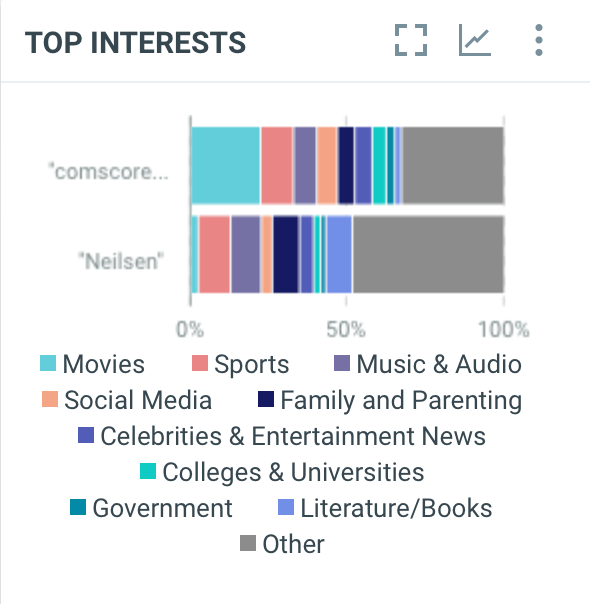 TOP INTERESTS
"comscore...
"Neilsen"
0% 50% 100%
Movies Sports Music & Audio
Social Media Family and Parenting
Celebrities & Entertainment News
Colleges & Universities
Government Literature/Books
Other